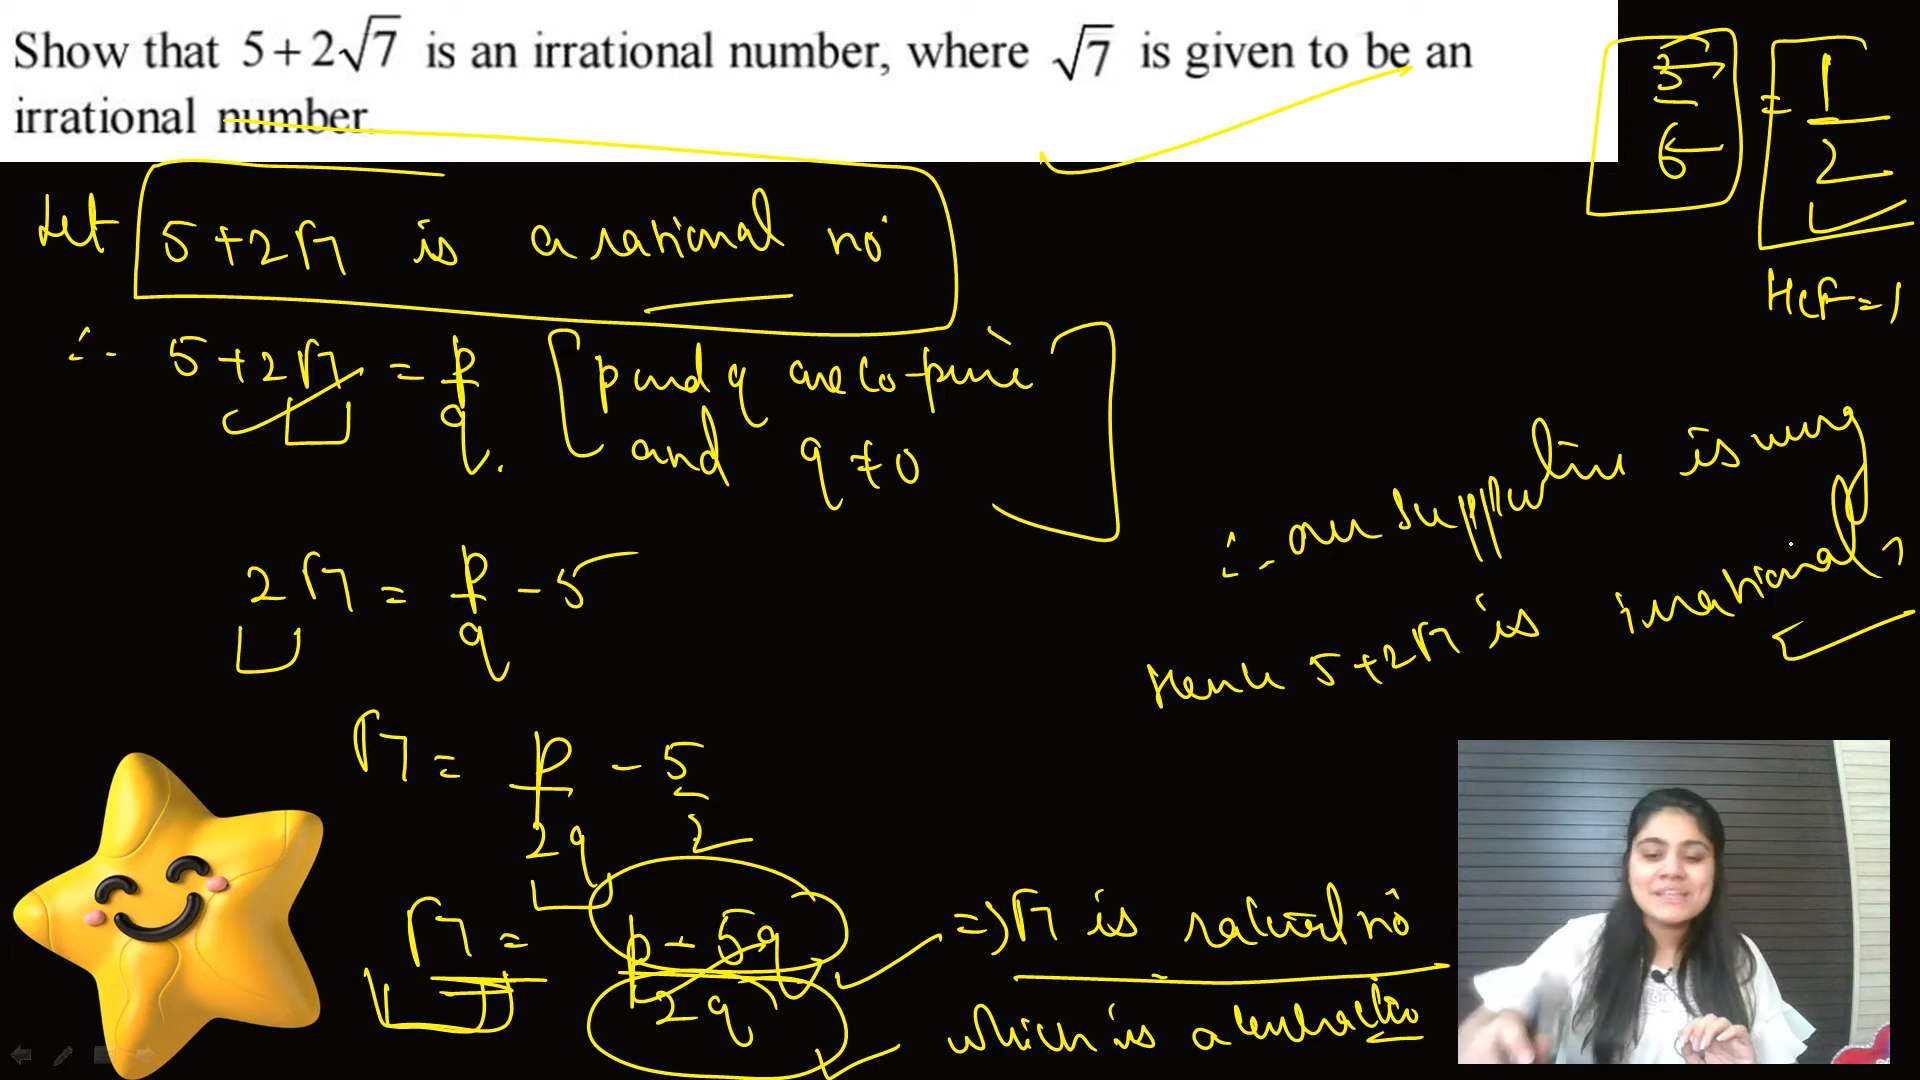 Show that 5+2√7 is an irrational number, where √7 is given to be an
irrational number.
3/6 = 1/2
HCF=1
Let 5+2√7 is a rational no
∴ 5+2√7 = p/q. [p and q are co-prime
and q≠0]
2√7 = p/q - 5
√7 = p/2q - 5/2
√7 = p-5q/2q
=> √7 is rational no
which is a
∴ our is wrong
Hence 5+2√7 is irrational